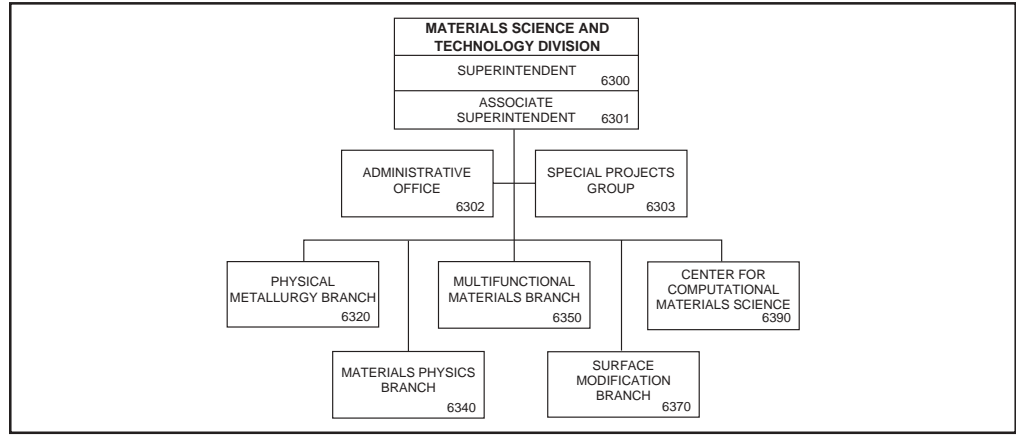 MATERIALS SCIENCE AND
TECHNOLOGY DIVISION
SUPERINTENDENT
6300
ASSOCIATE
SUPERINTENDENT 6301
ADMINISTRATIVE
OFFICE
6302
SPECIAL PROJECTS
GROUP
6303
PHYSICAL
METALLURGY BRANCH
6320
MULTIFUNCTIONAL
MATERIALS BRANCH
6350
CENTER FOR
COMPUTATIONAL
MATERIALS SCIENCE
6390
MATERIALS PHYSICS
BRANCH
6340
SURFACE
MODIFICATION
BRANCH
6370